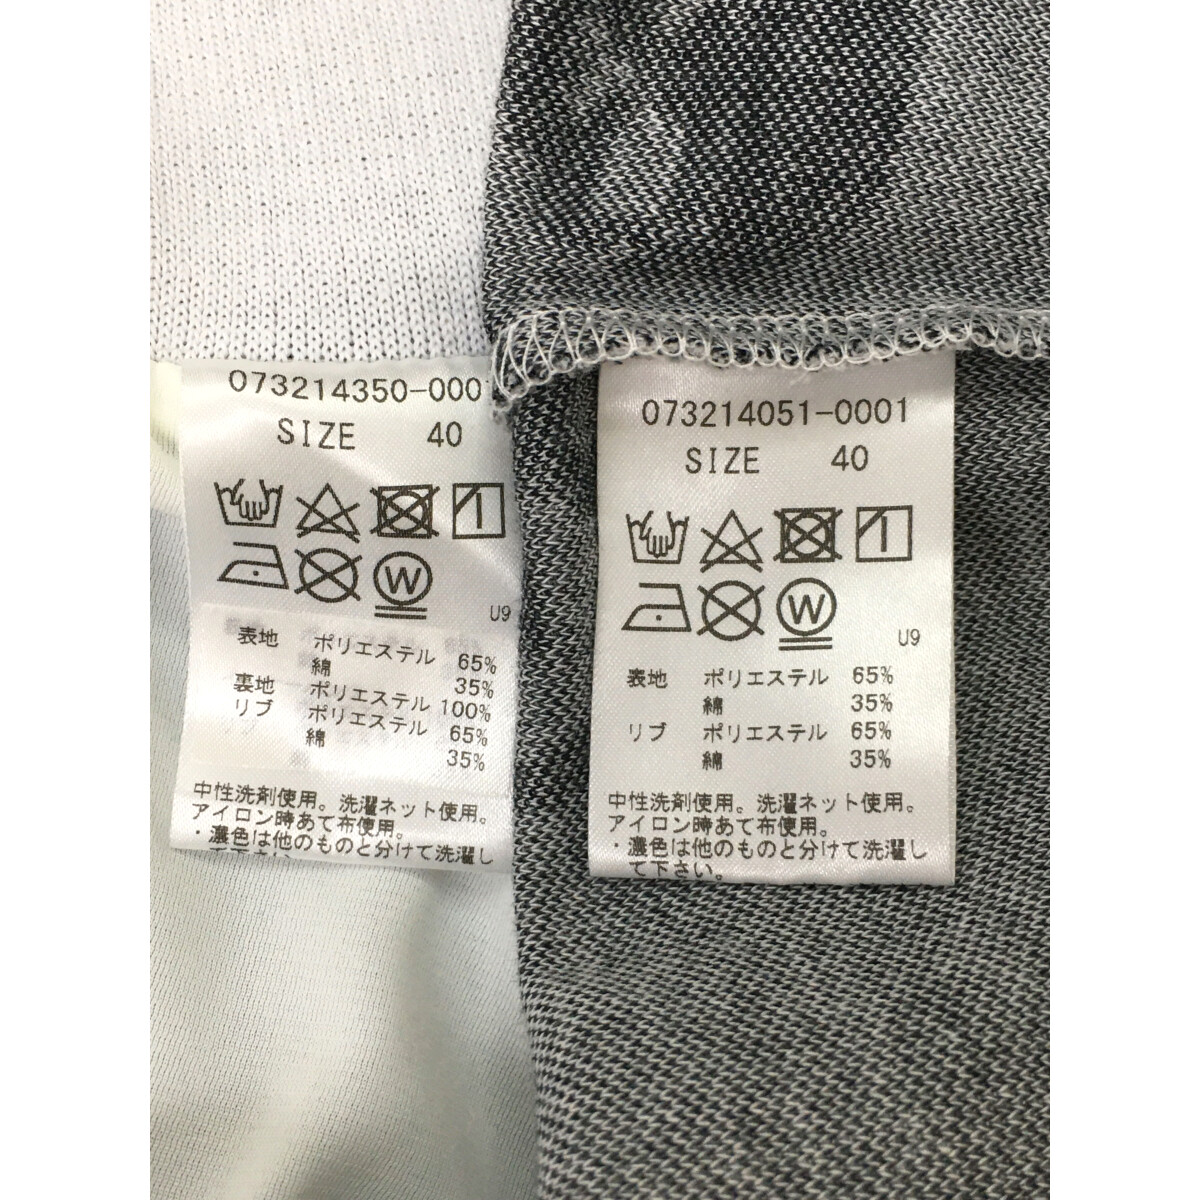 073214350-000
SIZE 40
U9
表地 ポリエステル 65%
綿 35%
裏地 ポリエステル 100%
リブ ポリエステル 65%
綿 35%
中性洗剤使用。洗濯ネット使用。
アイロン時あて布使用。
・濃色は他のものと分けて洗濯し
て下さい。
073214051-0001
SIZE 40
W
U9
表地 ポリエステル 65%
綿 35%
リブ ポリエステル 65%
綿 35%
中性洗剤使用。洗濯ネット使用。
アイロン時あて布使用。
・濃色は他のものと分けて洗濯し
て下さい。